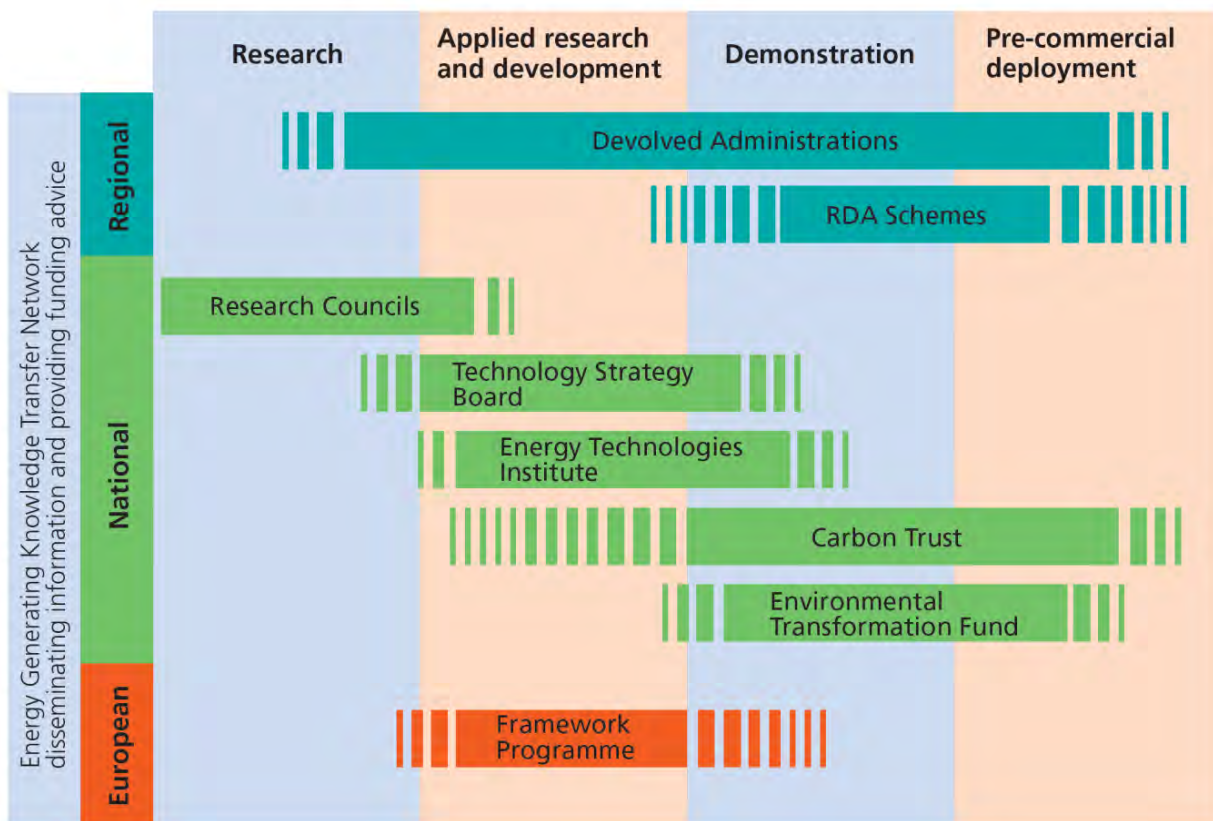 Research
Applied research
and development
Demonstration
Pre-commercial
deployment
Energy Generating Knowledge Transfer Network
disseminating information and providing funding advice
Regional
Devolved Administrations
RDA Schemes
National
Research Councils
Technology Strategy
Board
Energy Technologies
Institute
Carbon Trust
Environmental
Transformation Fund
European
Framework
Programme